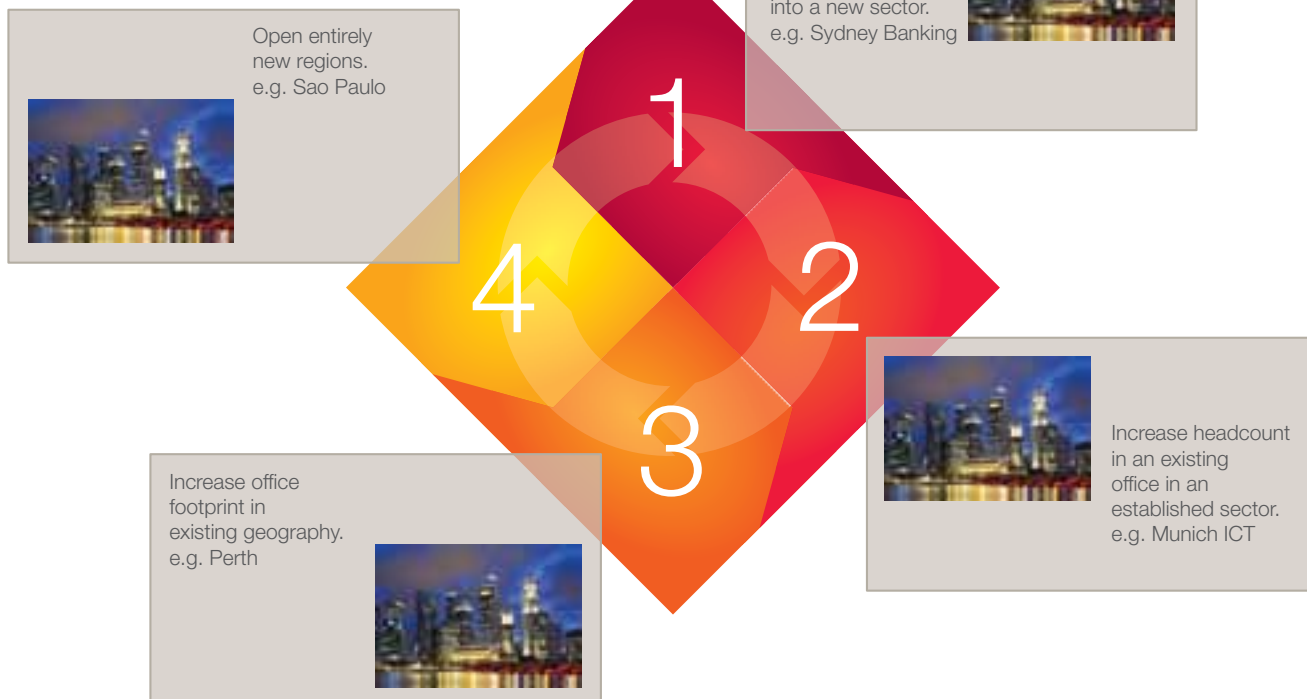 into a new sector.
e.g. Sydney Banking
Open entirely
new regions.
e.g. Sao Paulo
1
2
3
4
Increase headcount
in an existing
office in an
established sector.
e.g. Munich ICT
Increase office
footprint in
existing geography.
e.g. Perth